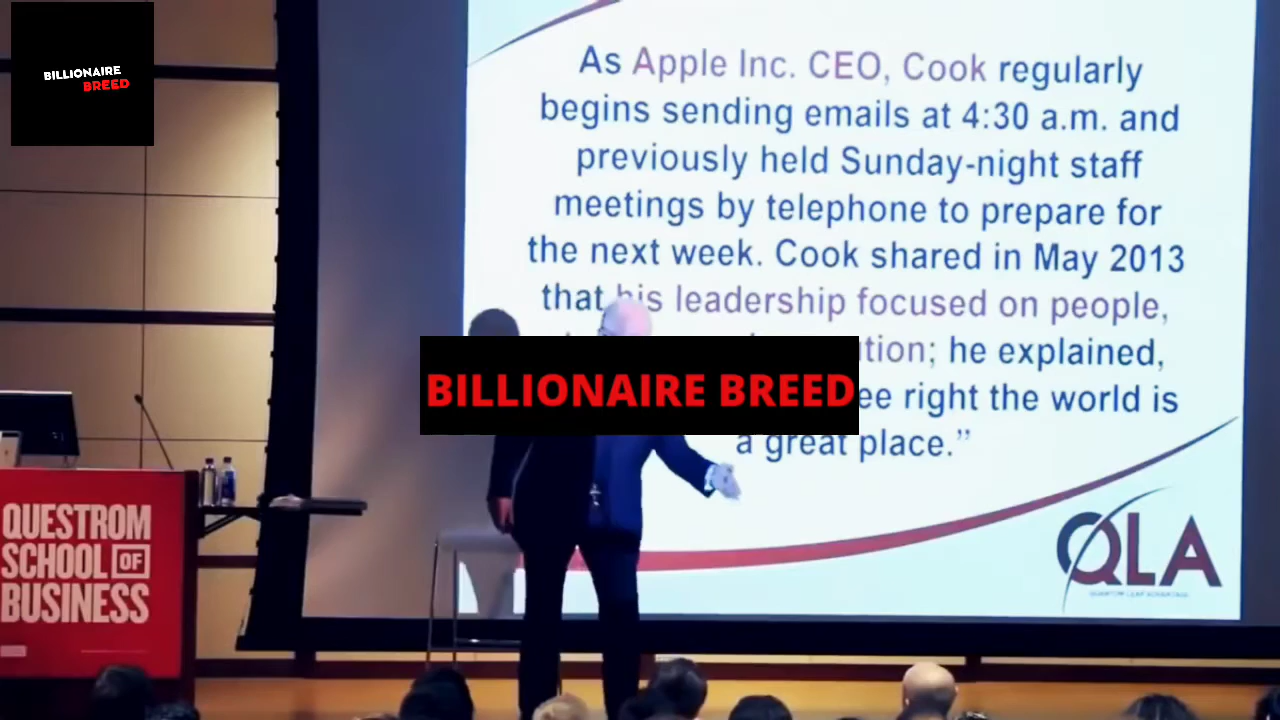 BILLIONAIRE
BREED
As Apple Inc. CEO, Cook regularly
begins sending emails at 4:30 a.m. and
previously held Sunday-night staff
meetings by telephone to prepare for
the next week. Cook shared in May 2013
that his leadership focused on people,
he explained,
right the world is
a great place.”
BILLIONAIRE BREED
QUESTROM
SCHOOL OF
BUSINESS
QLA